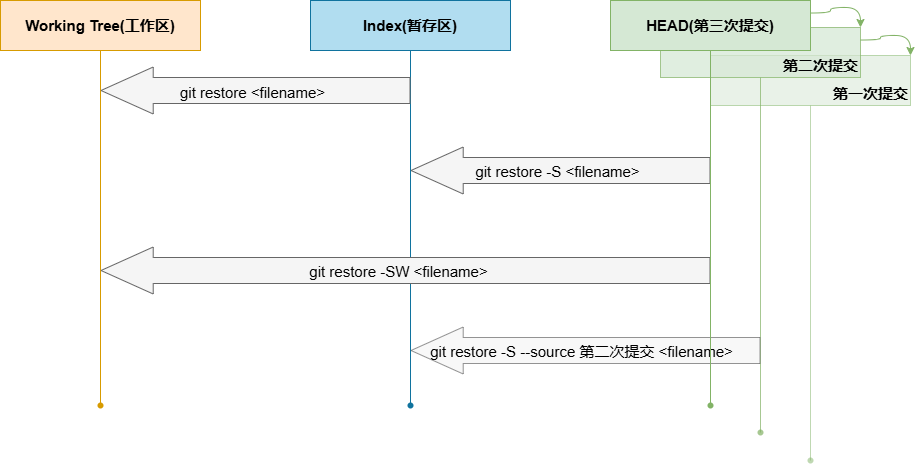 Working Tree(工作区)
Index(暂存区)
HEAD(第三次提交)
第二次提交
第一次提交
git restore <filename>
git restore -S <filename>
git restore -SW <filename>
git restore -S --source 第二次提交 <filename>